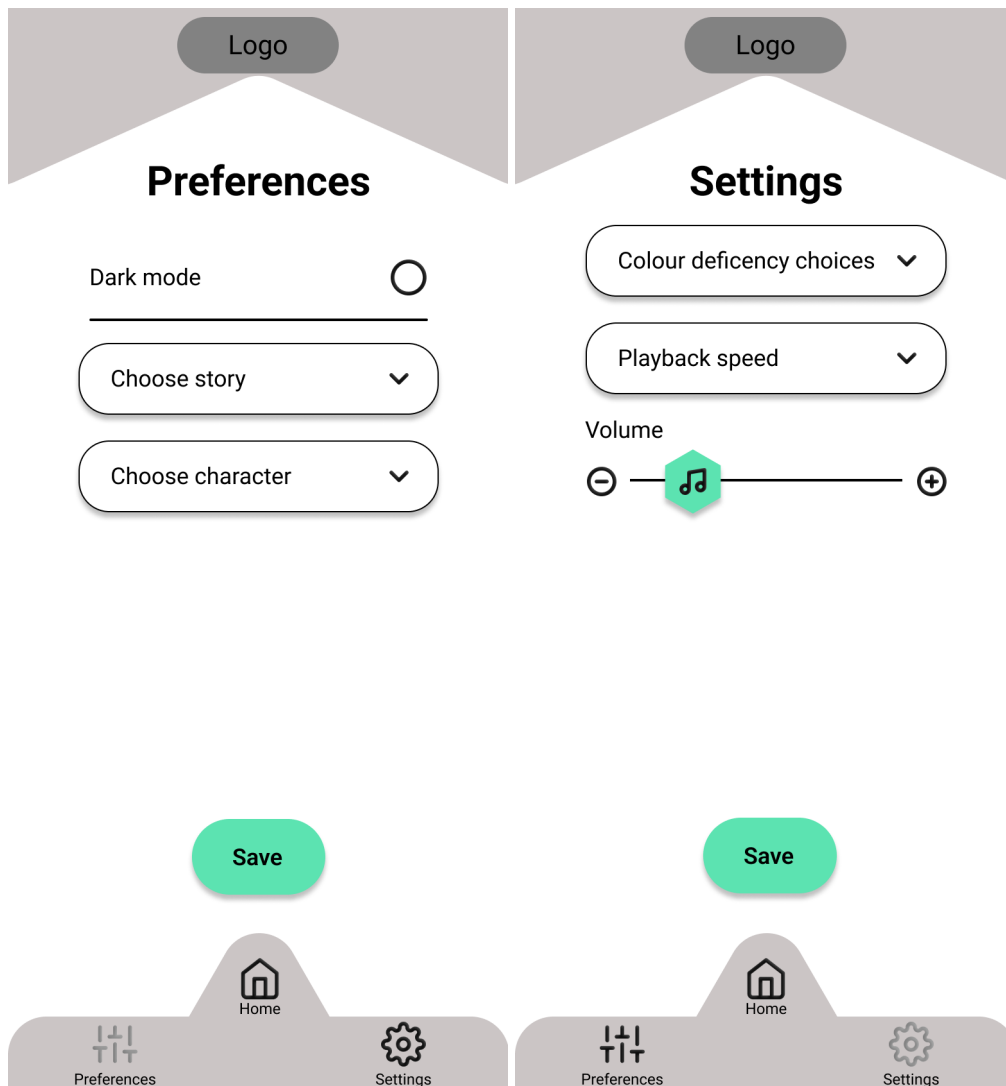 Logo
Preferences
Dark mode
Choose story
Choose character
Save
Home
Preferences
Settings
Logo
Settings
Colour deficency choices
Playback speed
Volume
Save
Home
Preferences
Settings